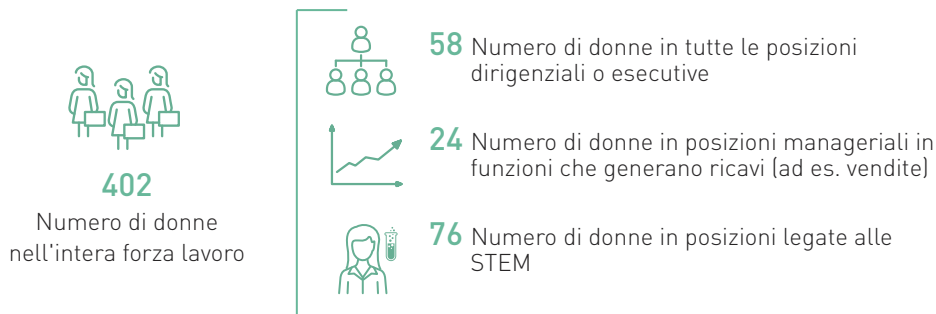 402
Numero di donne
nell'intera forza lavoro
58 Numero di donne in tutte le posizioni
dirigenziali o esecutive
24 Numero di donne in posizioni manageriali in
funzioni che generano ricavi (ad es. vendite)
76 Numero di donne in posizioni legate alle
STEM